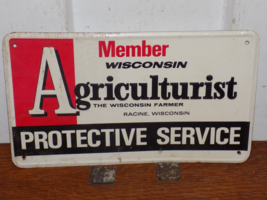 Member
WISCONSIN
Agriculturist
THE WISCONSIN FARMER
RACINE, WISCONSIN
PROTECTIVE SERVICE